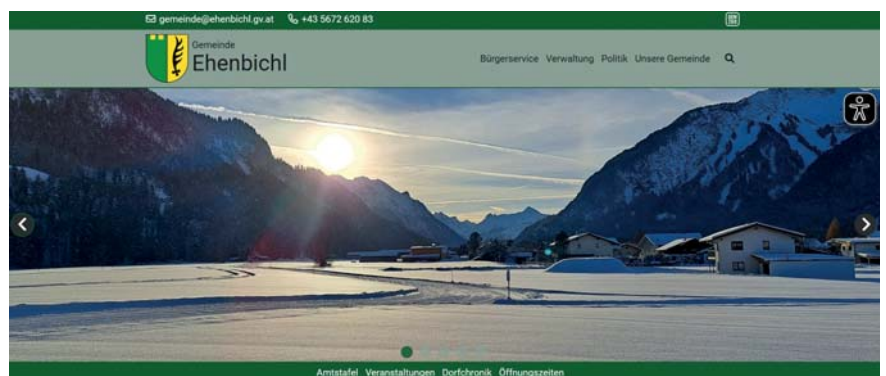 gemeinde@ehenbichl.gv.at +43 5672 620 83
Gemeinde
Ehenbichl
Bürgerservice Verwaltung Politik Unsere Gemeinde
Amtstafel Veranstaltungen Dorfchronik Öffnungszeiten